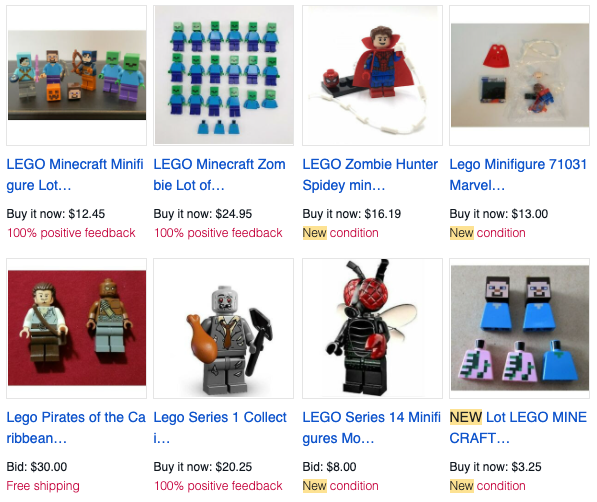 LEGO Minecraft Minifi
gure Lot...
Buy it now: $12.45
100% positive feedback
LEGO Minecraft Zom
bie Lot of...
Buy it now: $24.95
100% positive feedback
LEGO Zombie Hunter
Spidey min...
Buy it now: $16.19
New condition
Lego Minifigure 71031
Marvel...
Buy it now: $13.00
New condition
Lego Pirates of the Ca
ribbean...
Bid: $30.00
Free shipping
Lego Series 1 Collect
i...
Buy it now: $20.25
100% positive feedback
LEGO Series 14 Minifi
gures Mo...
Bid: $8.00
New condition
NEW Lot LEGO MINE
CRAFT...
Buy it now: $3.25
New condition